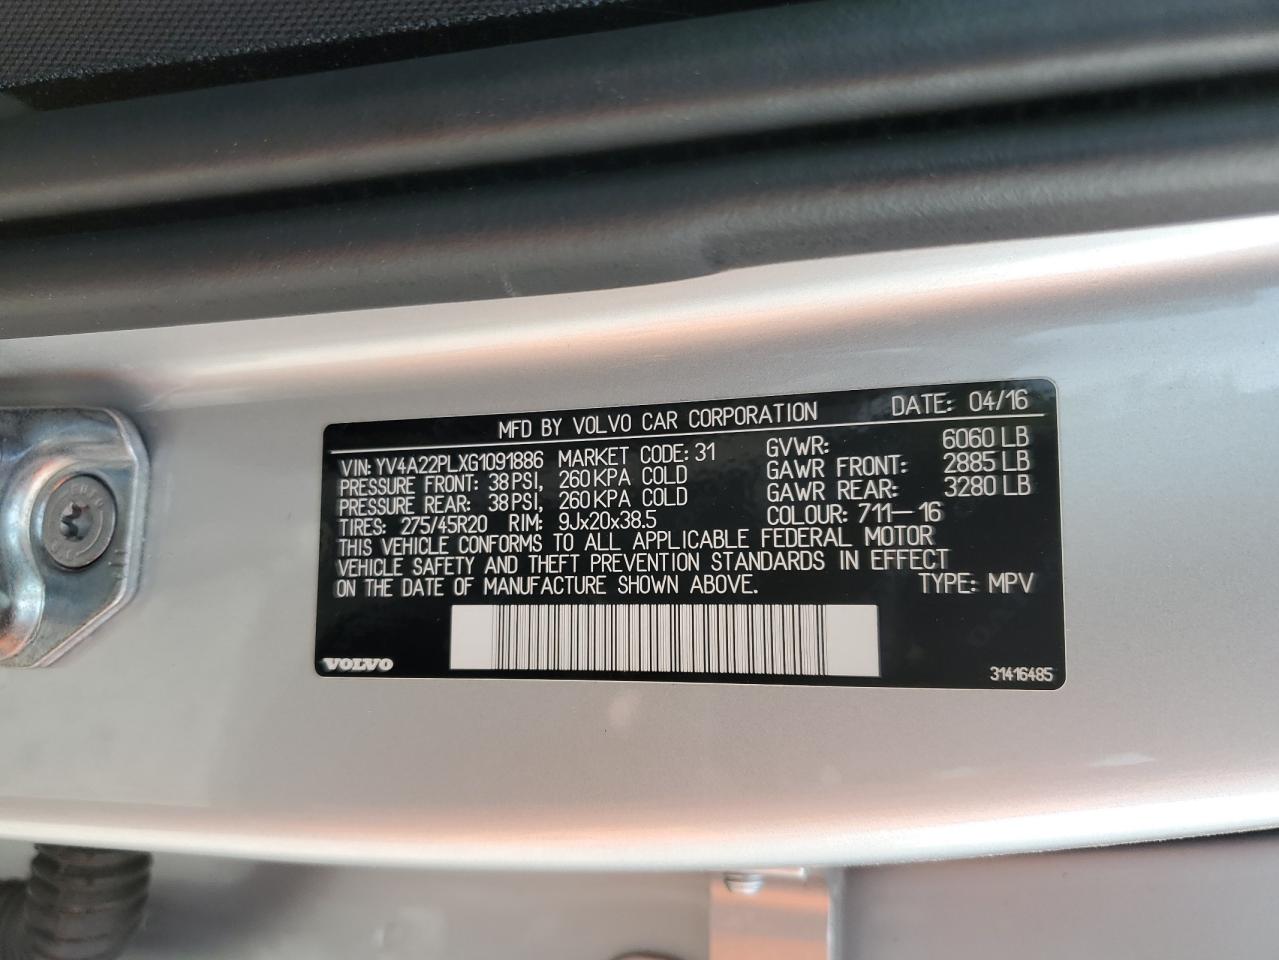 MFD BY VOLVO CAR CORPORATION DATE: 04/16
VIN: YV4A22PLXG1091886 MARKET CODE: 31 GVWR: 6060 LB
PRESSURE FRONT: 38 PSI, 260 KPA COLD GAWR FRONT: 2885 LB
PRESSURE REAR: 38 PSI, 260 KPA COLD GAWR REAR: 3280 LB
TIRES: 275/45R20 RIM: 9Jx20x38.5 COLOUR: 711-16
THIS VEHICLE CONFORMS TO ALL APPLICABLE FEDERAL MOTOR
VEHICLE SAFETY AND THEFT PREVENTION STANDARDS IN EFFECT
ON THE DATE OF MANUFACTURE SHOWN ABOVE. TYPE: MPV
VOLVO 31416485